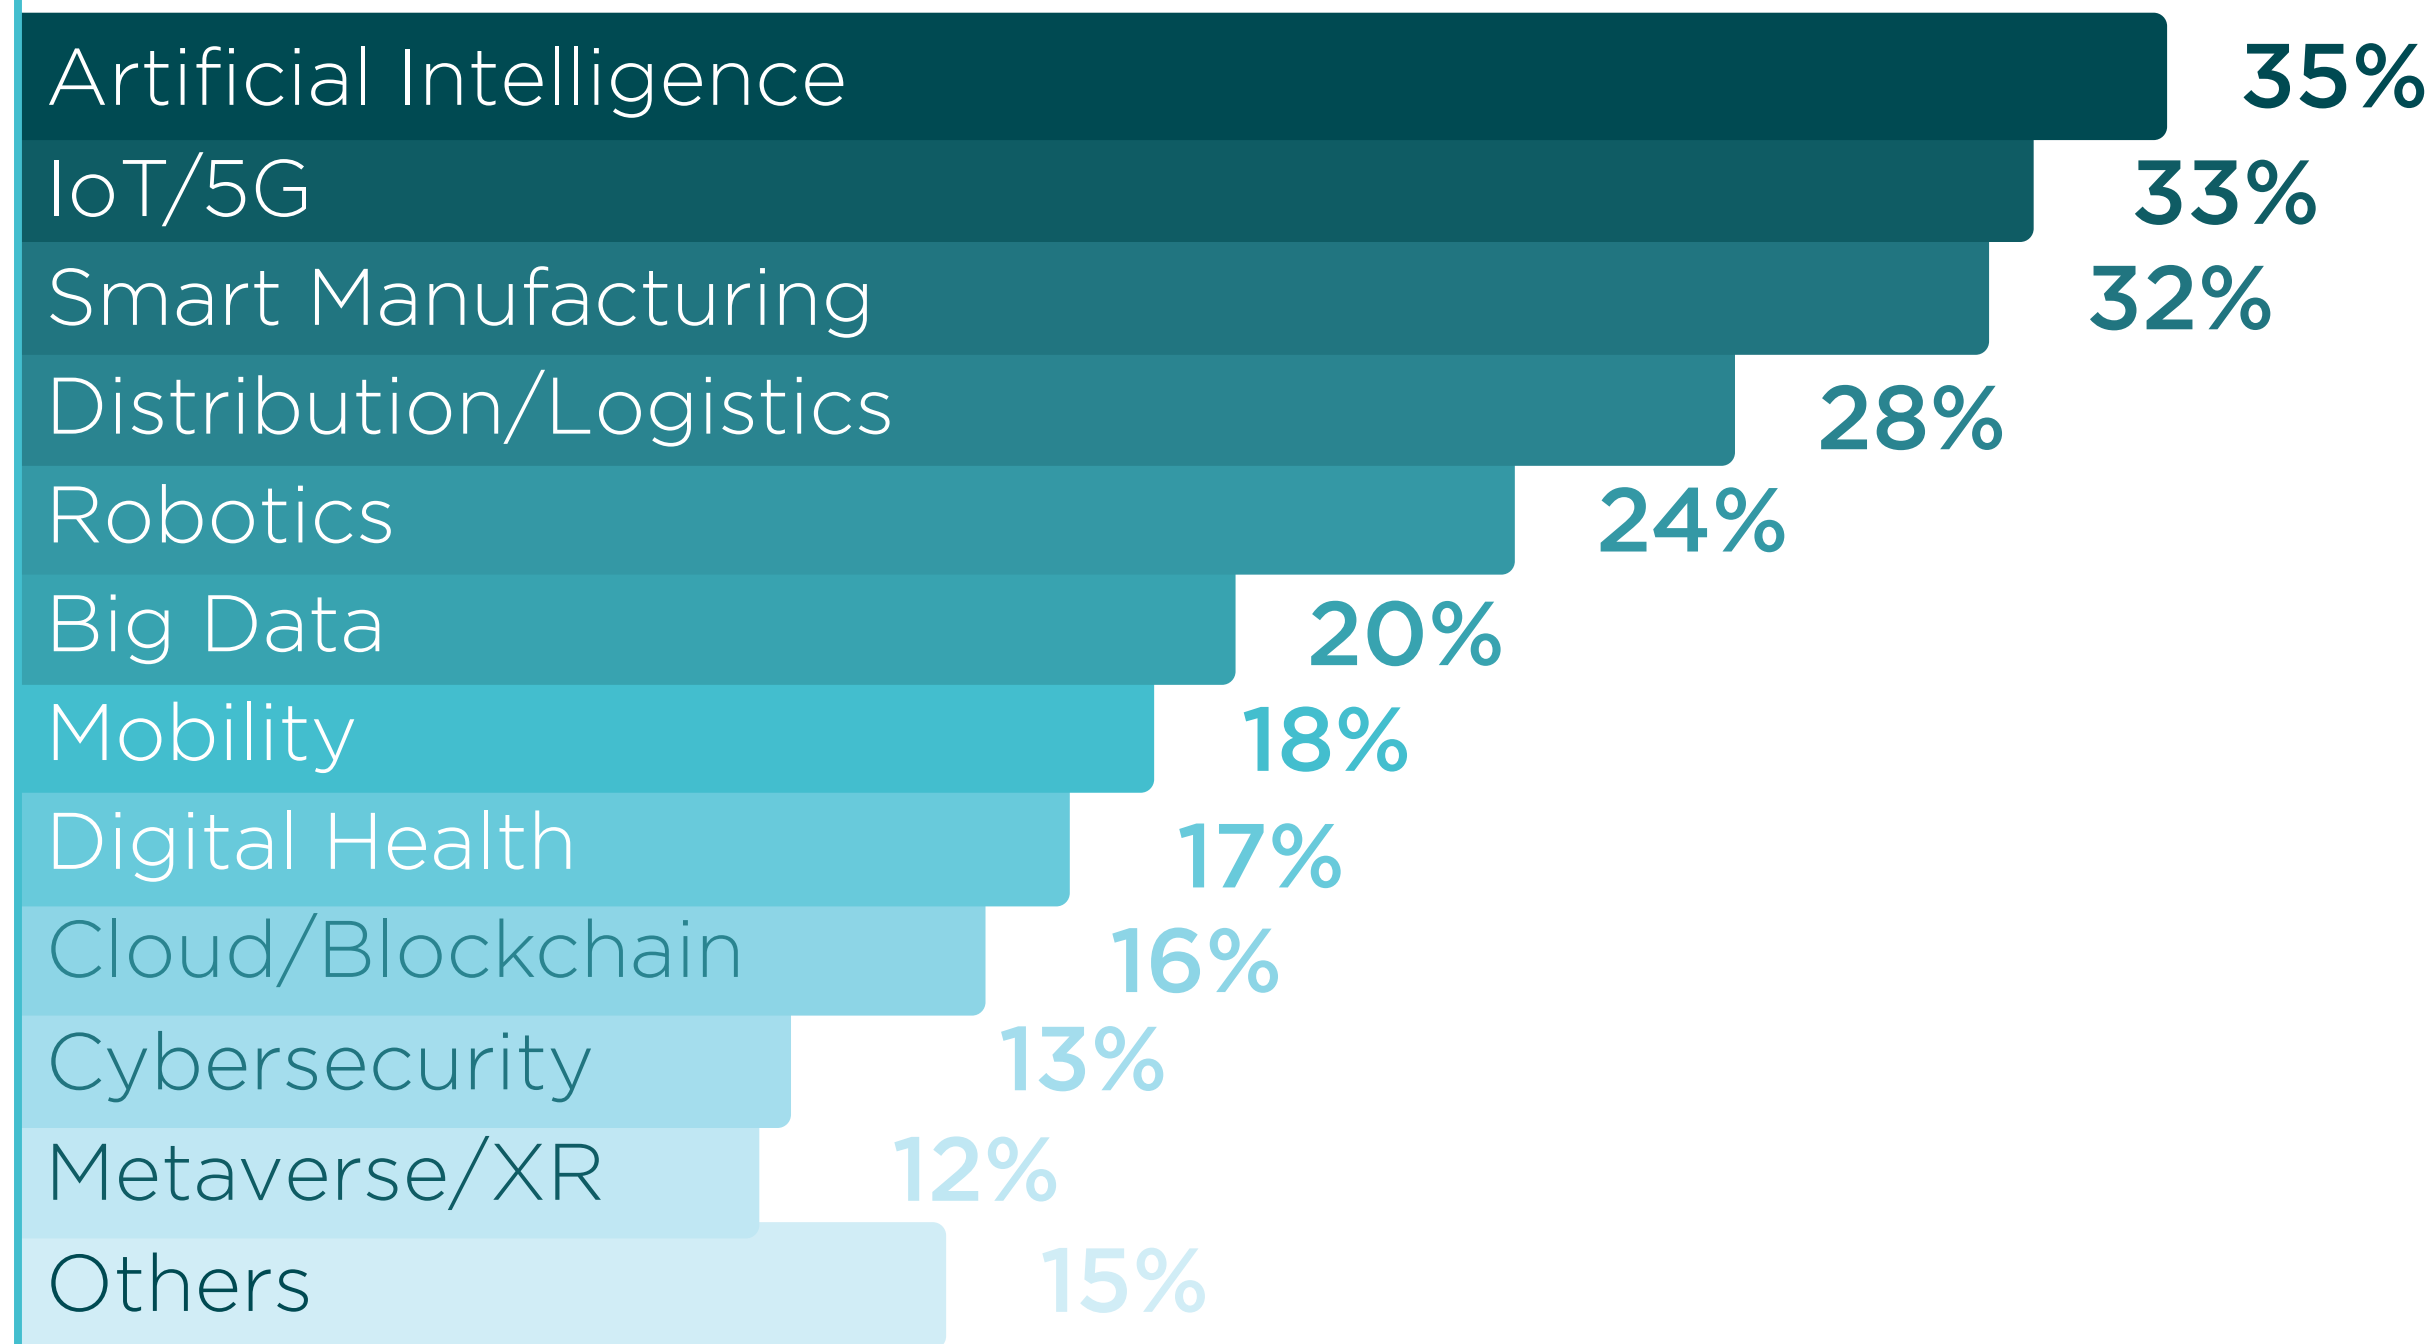 Artificial Intelligence 35%
IoT/5G 33%
Smart Manufacturing 32%
Distribution/Logistics 28%
Robotics 24%
Big Data 20%
Mobility 18%
Digital Health 17%
Cloud/Blockchain 16%
Cybersecurity 13%
Metaverse/XR 12%
Others 15%